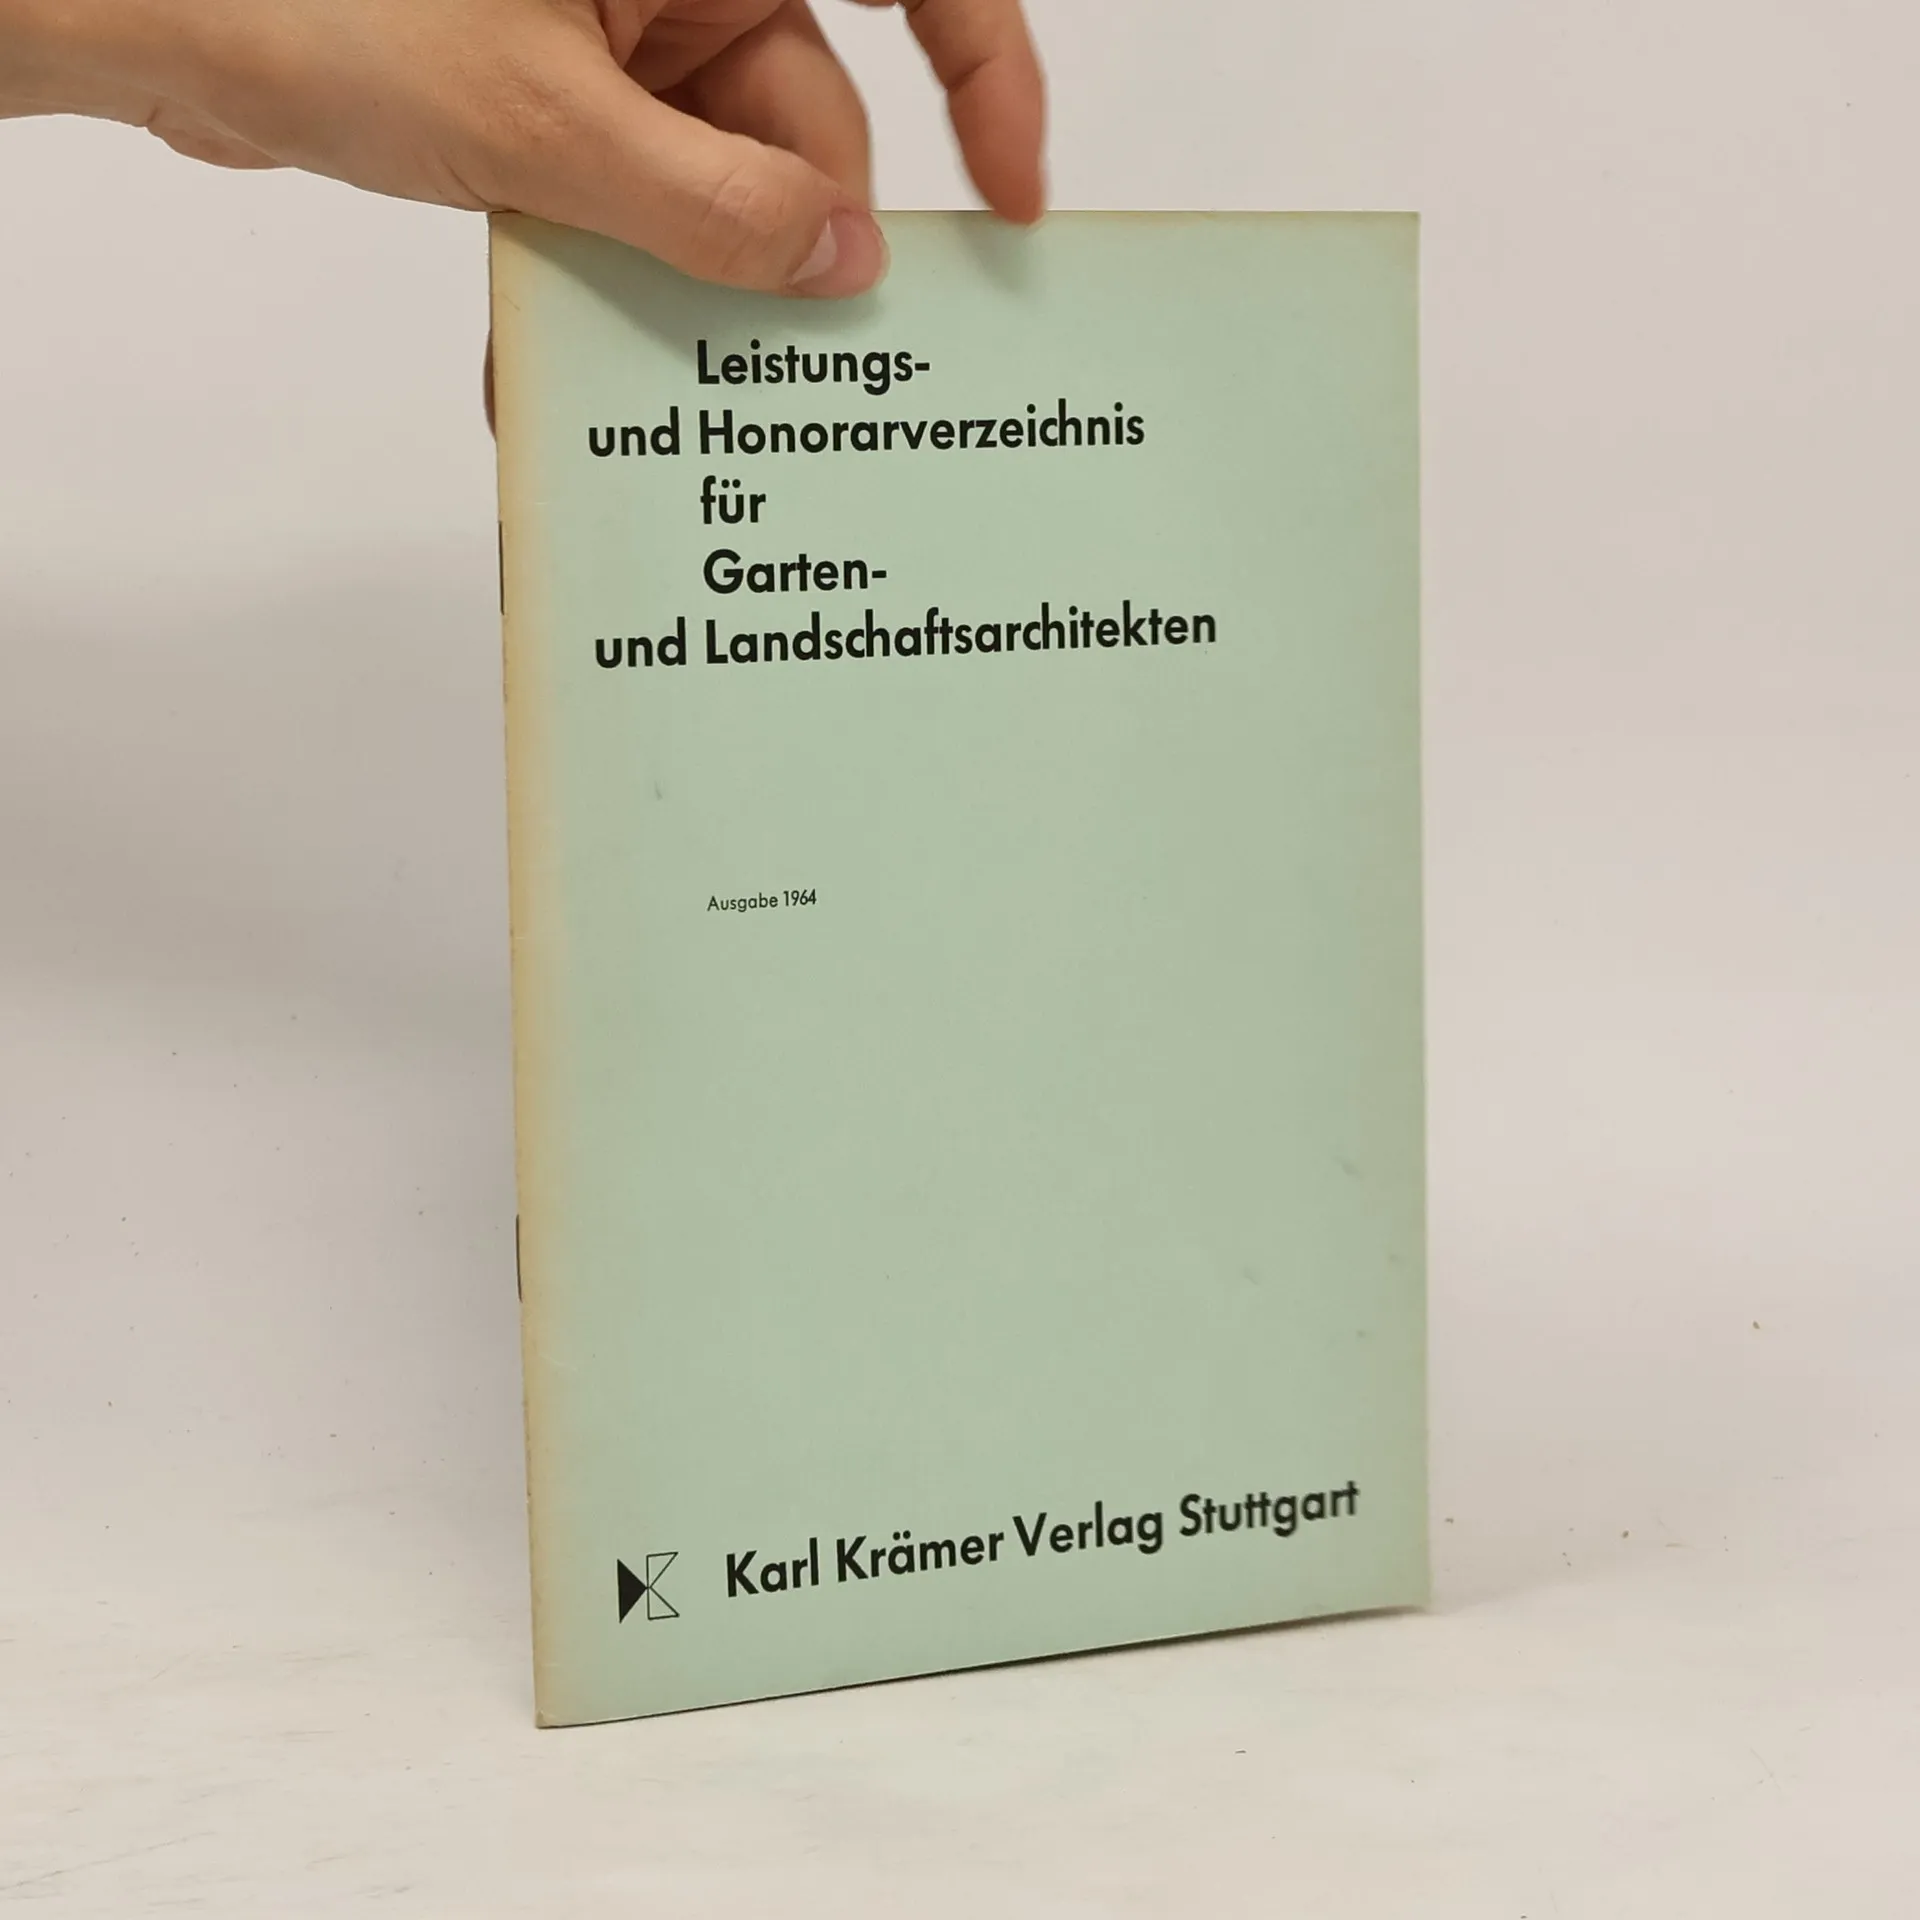 Leistungs-
und Honorarverzeichnis
für
Garten-
und Landschaftsarchitekten
Ausgabe 1964
Karl Krämer Verlag Stuttgart